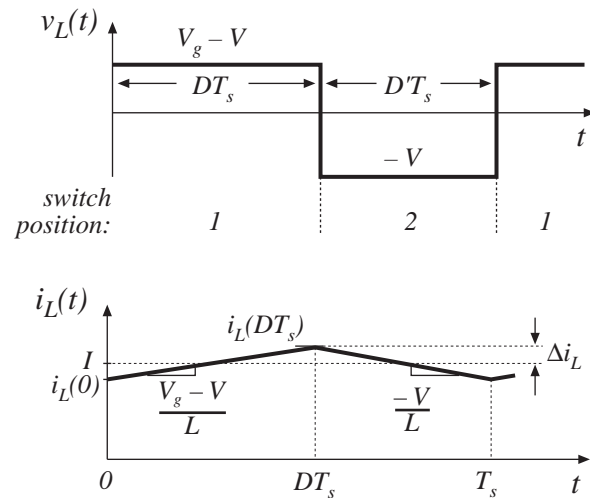 v_L(t)
V_g – V
DT_s
D'T_s
t
– V
switch
position:
1
2
1
i_L(t)
i_L(DT_s)
I
i_L(0)
Δi_L
V_g – V
L
– V
L
0
DT_s
T_s
t